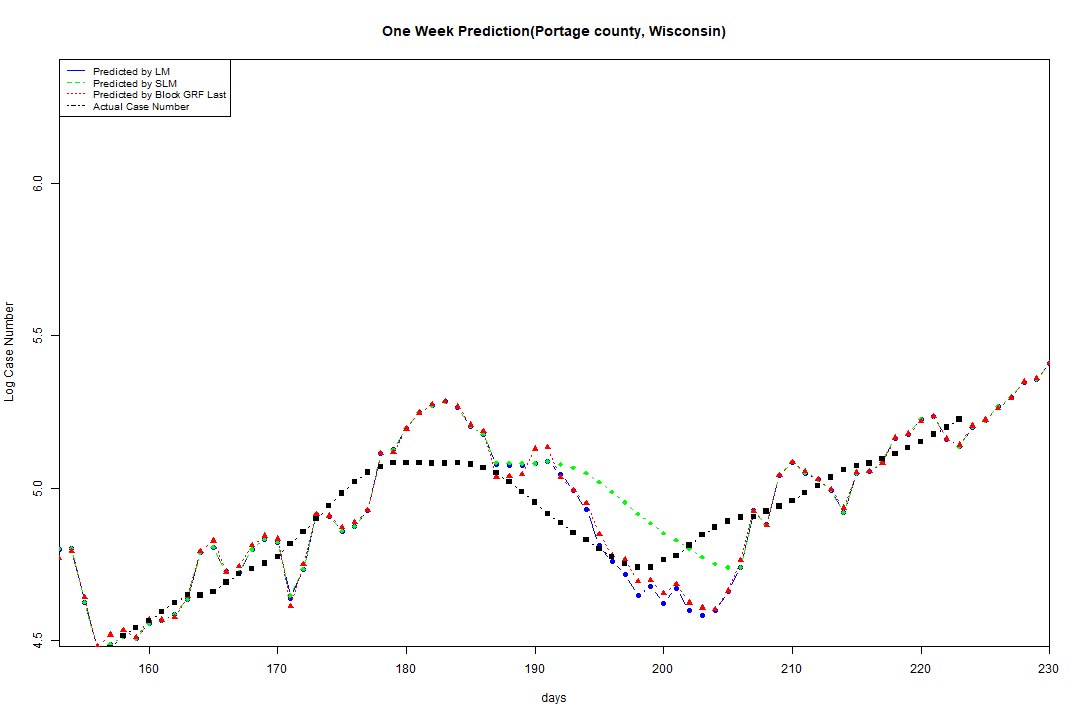 One Week Prediction(Portage county, Wisconsin)
Predicted by LM
Predicted by SLM
Predicted by Block GRF Last
Actual Case Number
6.0
5.5
5.0
4.5
Log Case Number
160 170 180 190 200 210 220 230
days